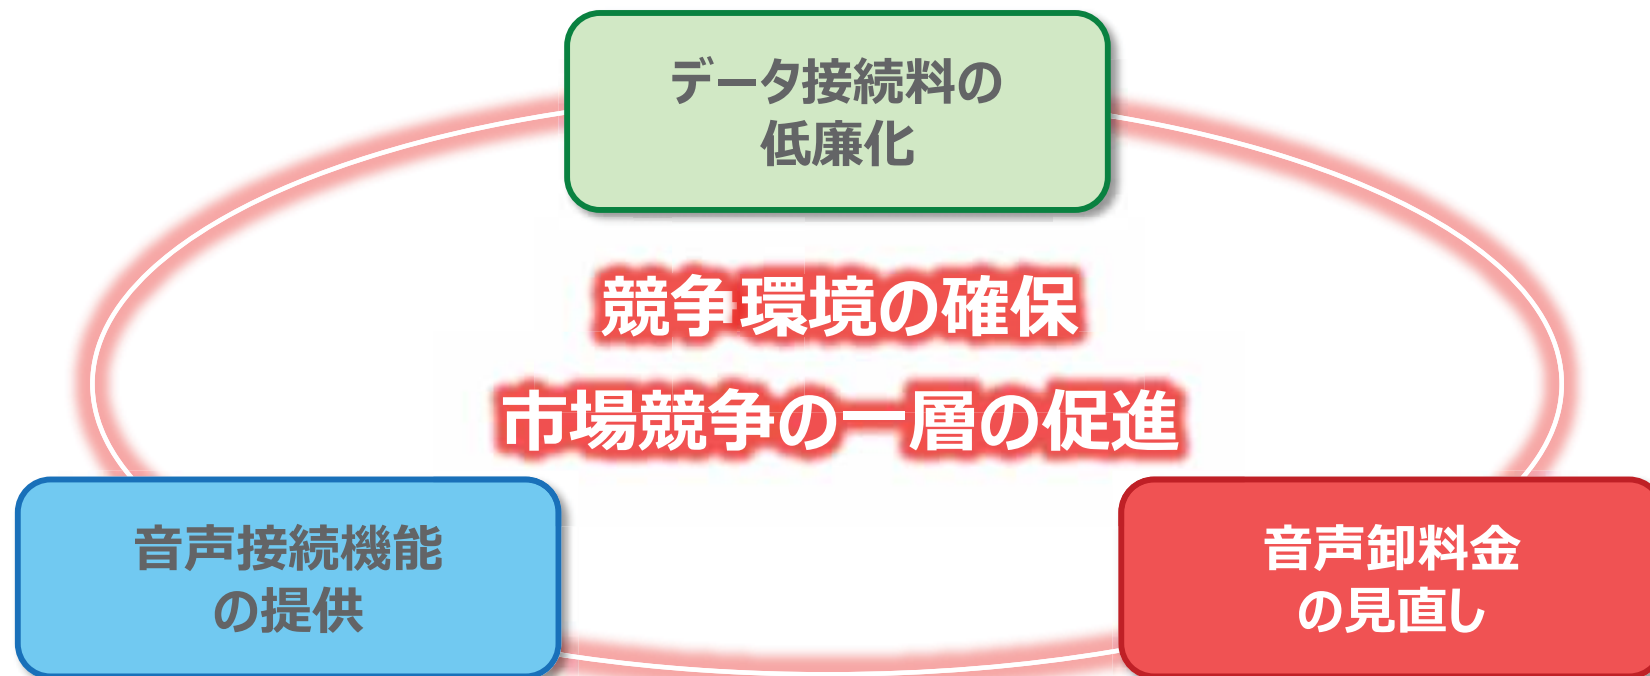 データ接続料の
低廉化
競争環境の確保
市場競争の一層の促進
音声接続機能
の提供
音声卸料金
の見直し